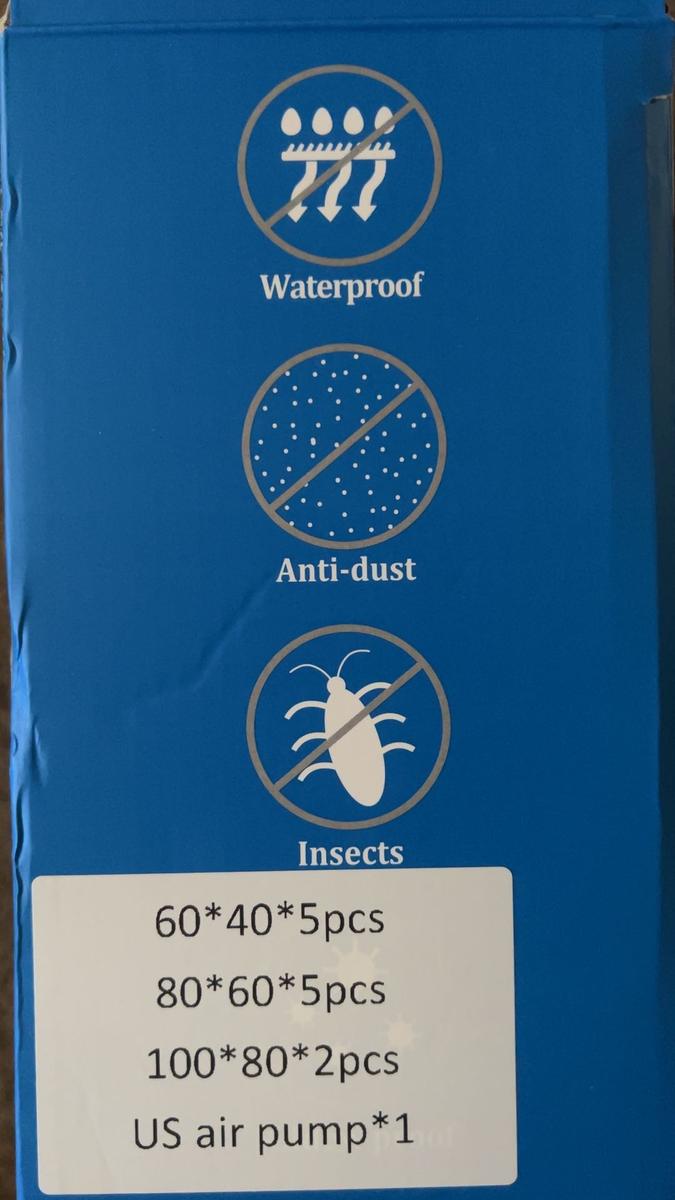 Waterproof
Anti-dust
Insects
60*40*5pcs
80*60*5pcs
100*80*2pcs
US air pump*1